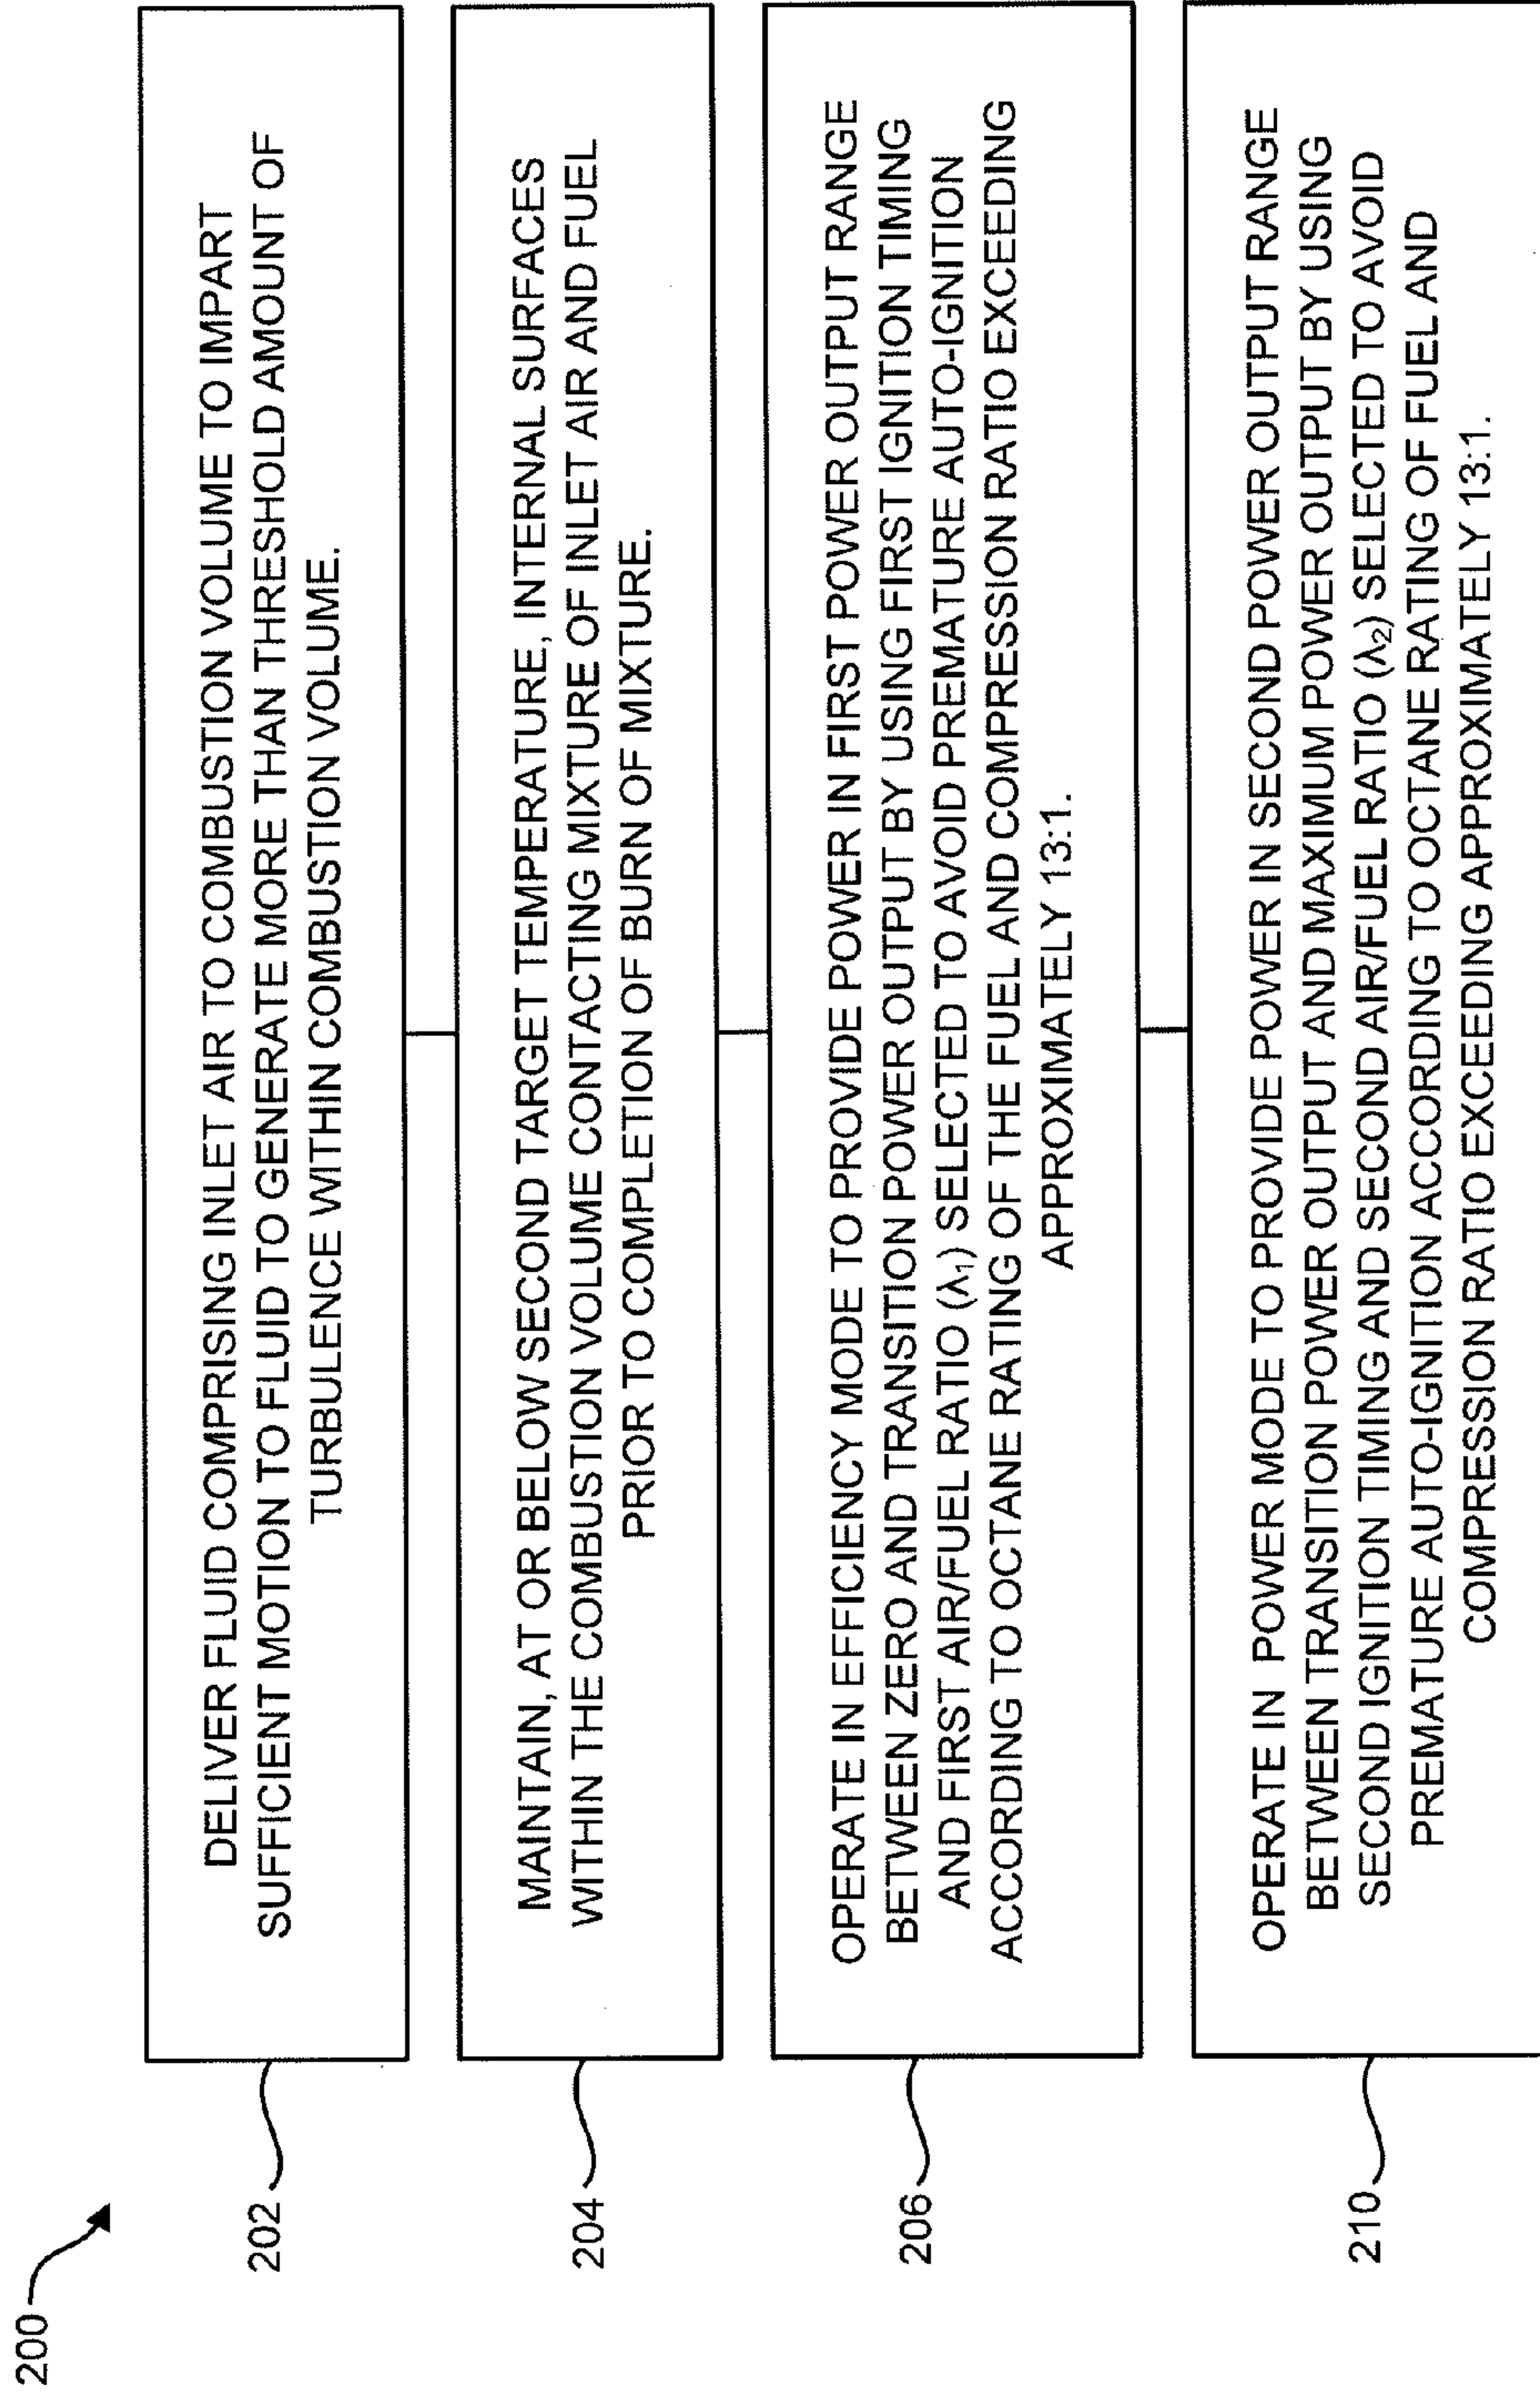 200
202
DELIVER FLUID COMPRISING INLET AIR TO COMBUSTION VOLUME TO IMPART
SUFFICIENT MOTION TO FLUID TO GENERATE MORE THAN THRESHOLD AMOUNT OF
TURBULENCE WITHIN COMBUSTION VOLUME.
204
MAINTAIN, AT OR BELOW SECOND TARGET TEMPERATURE, INTERNAL SURFACES
WITHIN THE COMBUSTION VOLUME CONTACTING MIXTURE OF INLET AIR AND FUEL
PRIOR TO COMPLETION OF BURN OF MIXTURE.
206
OPERATE IN EFFICIENCY MODE TO PROVIDE POWER IN FIRST POWER OUTPUT RANGE
BETWEEN ZERO AND TRANSITION POWER OUTPUT BY USING FIRST IGNITION TIMING
AND FIRST AIR/FUEL RATIO (λ₁) SELECTED TO AVOID PREMATURE AUTO-IGNITION
ACCORDING TO OCTANE RATING OF THE FUEL AND COMPRESSION RATIO EXCEEDING
APPROXIMATELY 13:1.
210
OPERATE IN POWER MODE TO PROVIDE POWER IN SECOND POWER OUTPUT RANGE
BETWEEN TRANSITION POWER OUTPUT AND MAXIMUM POWER OUTPUT BY USING
SECOND IGNITION TIMING AND SECOND AIR/FUEL RATIO (λ₂) SELECTED TO AVOID
PREMATURE AUTO-IGNITION ACCORDING TO OCTANE RATING OF FUEL AND
COMPRESSION RATIO EXCEEDING APPROXIMATELY 13:1.